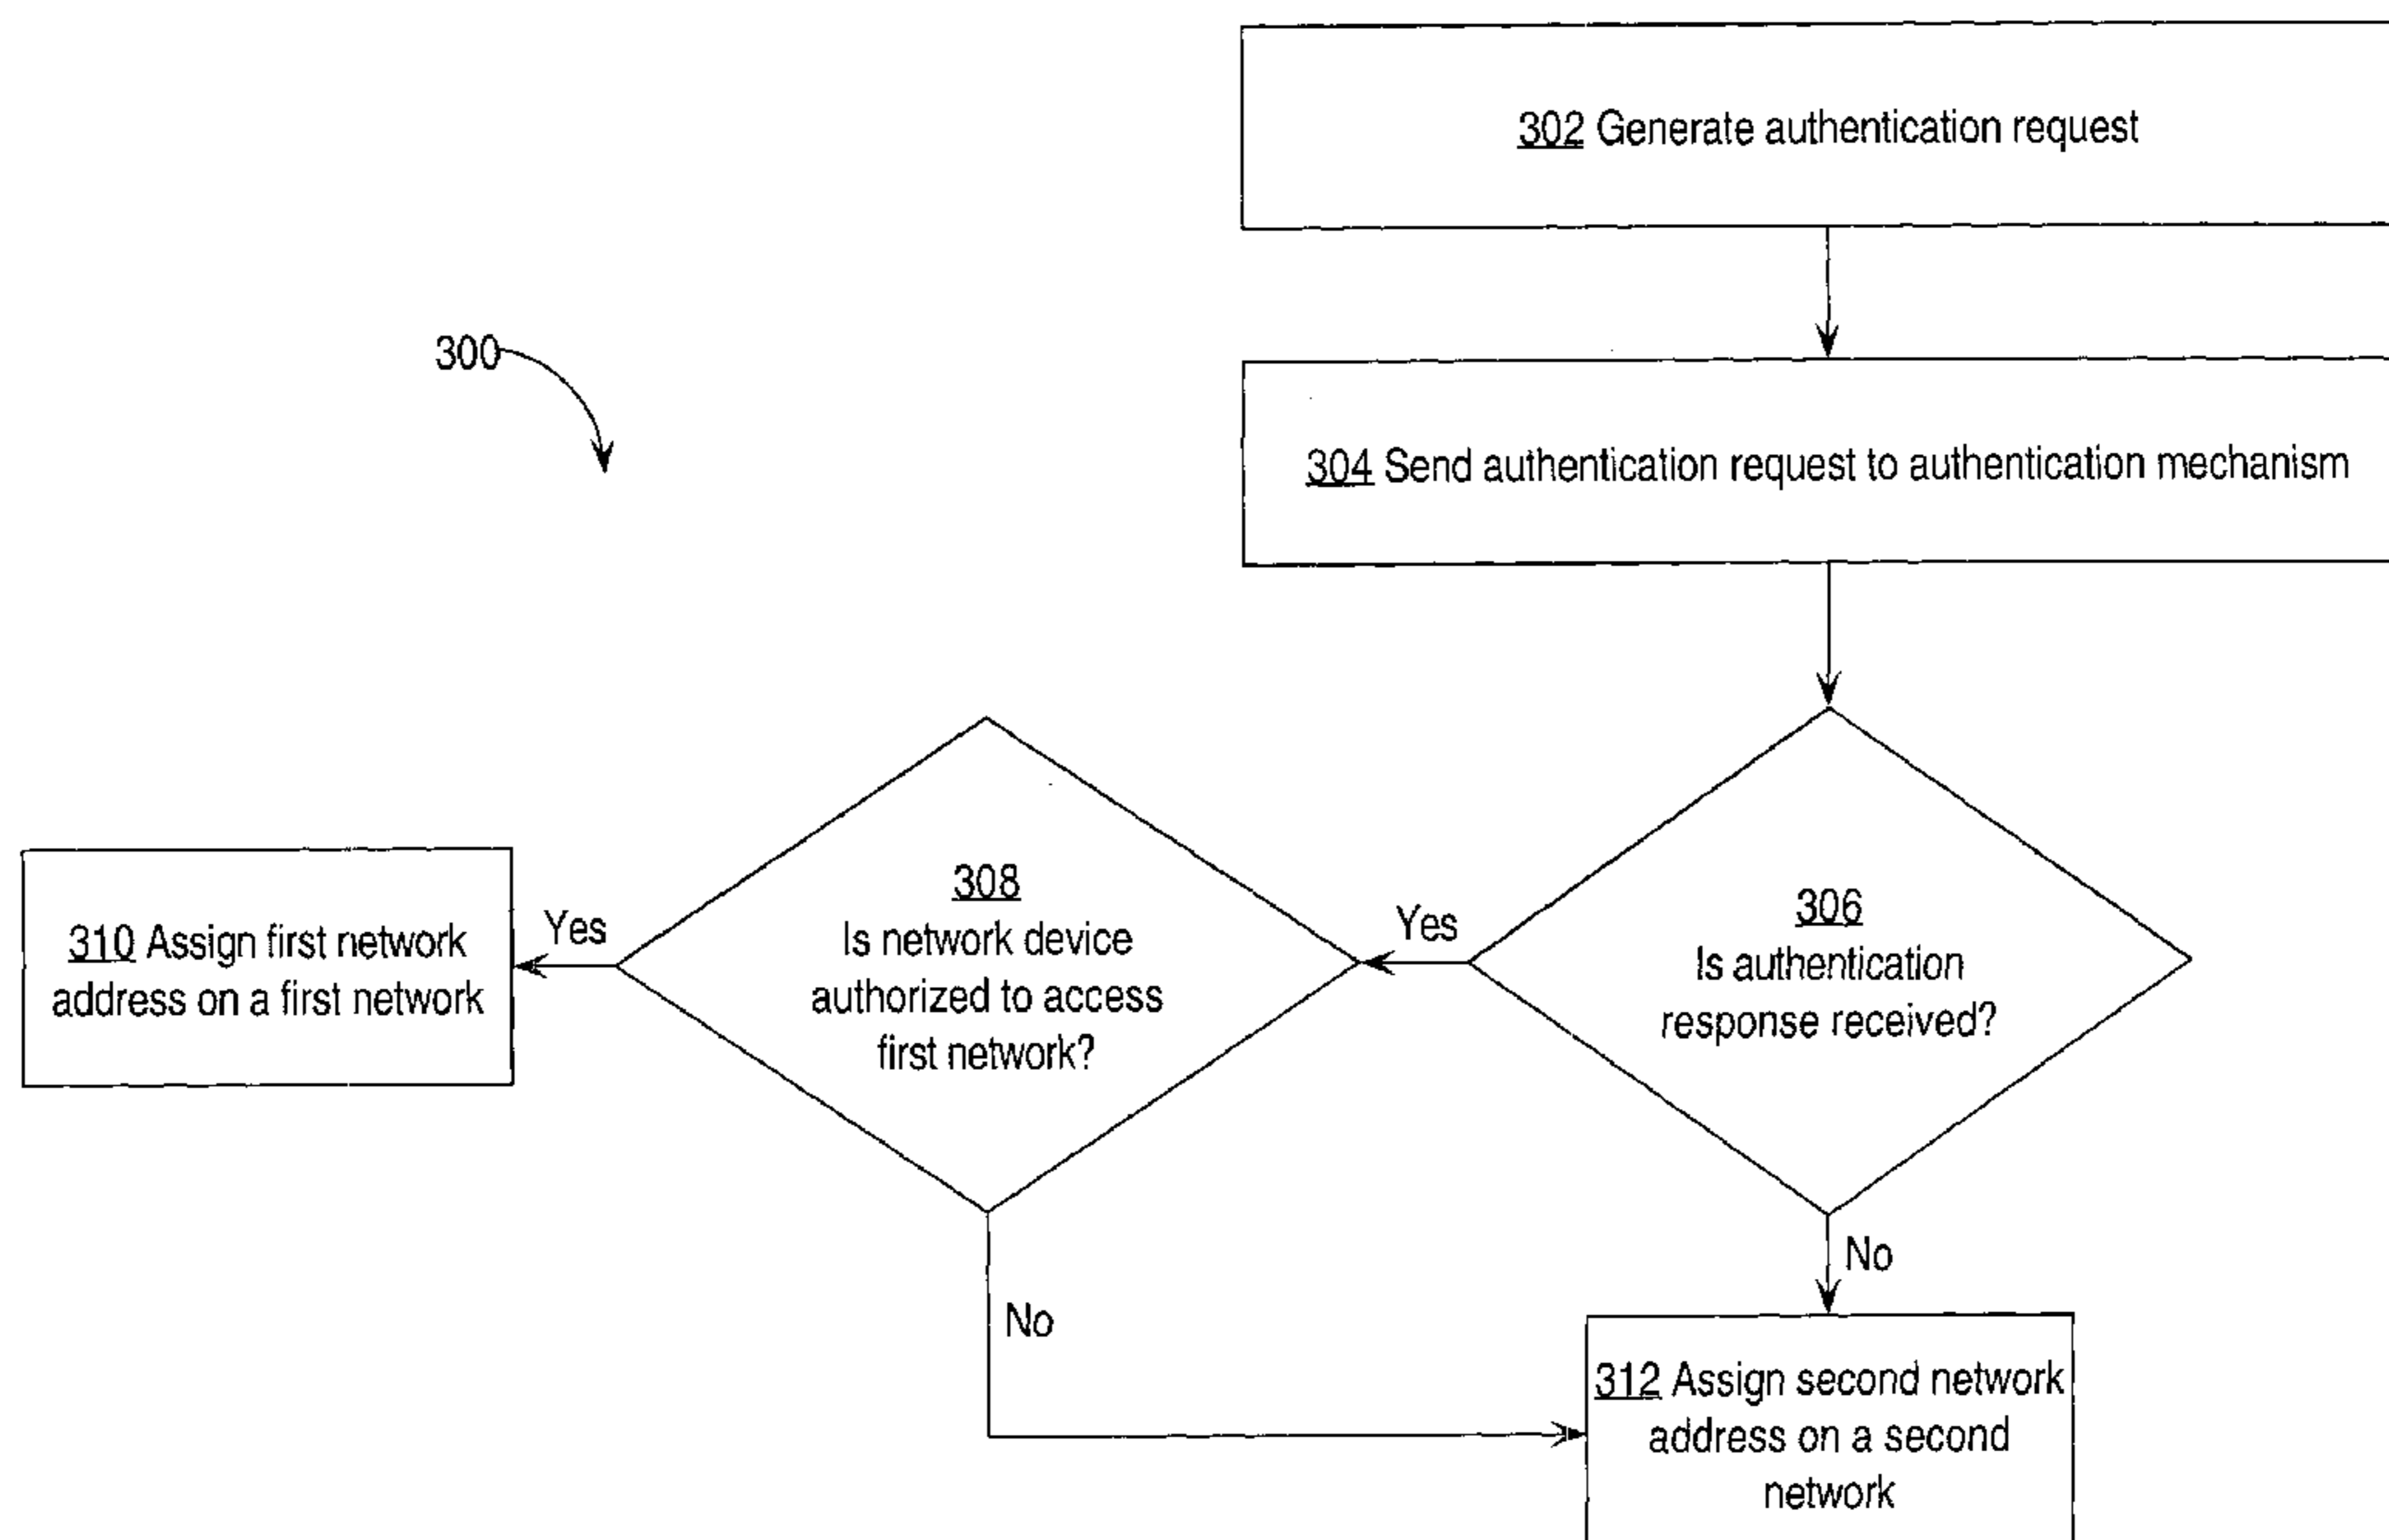 302 Generate authentication request
300
304 Send authentication request to authentication mechanism
308
Is network device
authorized to access
first network?
306
Is authentication
response received?
310 Assign first network
address on a first network
Yes
Yes
No
No
312 Assign second network
address on a second
network